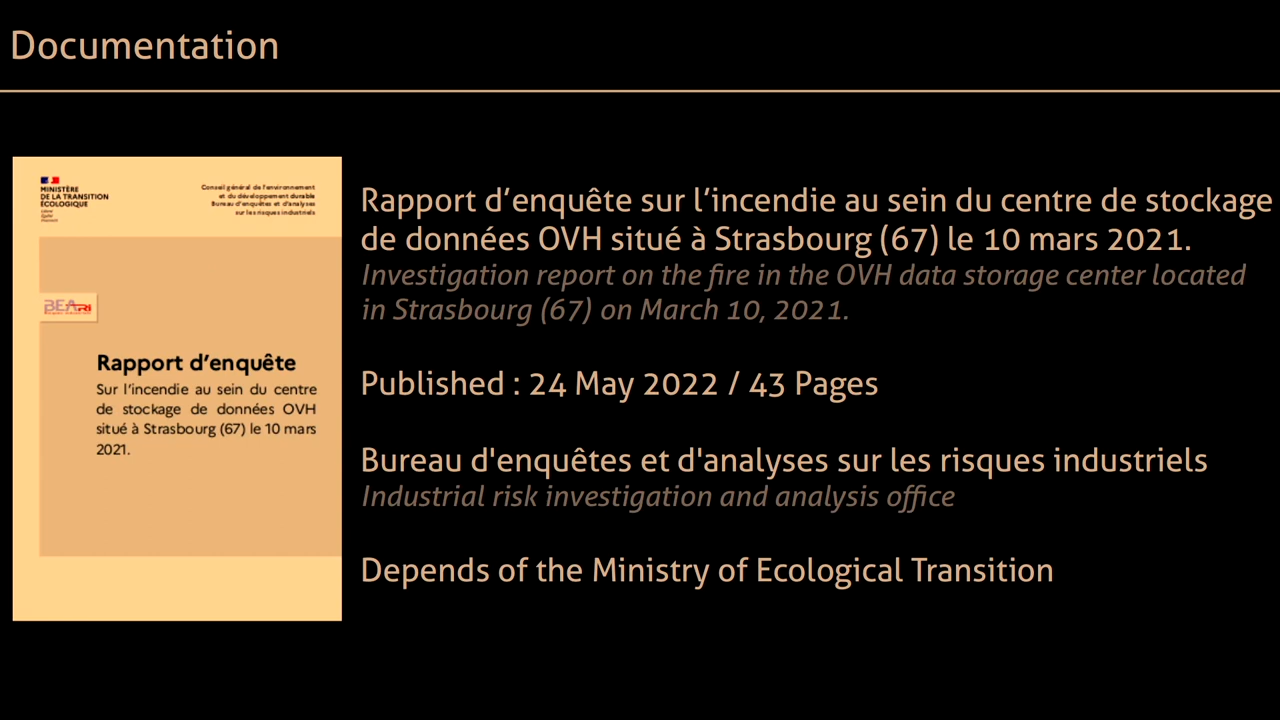 Documentation
MINISTÈRE
DE LA TRANSITION
ÉCOLOGIQUE
Liberté
Égalité
Fraternité
Conseil général de l'environnement
et du développement durable
Bureau d'enquêtes et d'analyses
sur les risques industriels
BEARI
Rapport d'enquête
Sur l'incendie au sein du centre
de stockage de données OVH
situé à Strasbourg (67) le 10 mars
2021.
Rapport d'enquête sur l'incendie au sein du centre de stockage
de données OVH situé à Strasbourg (67) le 10 mars 2021.
Investigation report on the fire in the OVH data storage center located
in Strasbourg (67) on March 10, 2021.
Published : 24 May 2022 / 43 Pages
Bureau d'enquêtes et d'analyses sur les risques industriels
Industrial risk investigation and analysis office
Depends of the Ministry of Ecological Transition